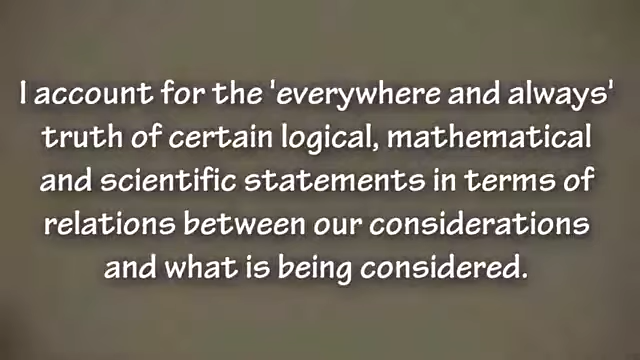 I account for the 'everywhere and always'
truth of certain logical, mathematical
and scientific statements in terms of
relations between our considerations
and what is being considered.